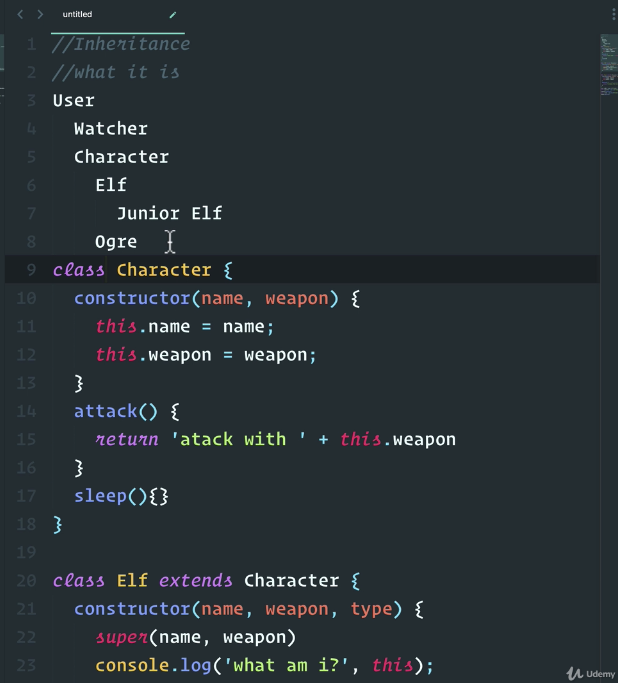 untitled
1 //Inheritance
2 //what it is
3 User
4 Watcher
5 Character
6 Elf
7 Junior Elf
8 Ogre
9 class Character {
10 constructor(name, weapon) {
11 this.name = name;
12 this.weapon = weapon;
13 }
14 attack() {
15 return 'atack with ' + this.weapon
16 }
17 sleep(){}
18 }
19
20 class Elf extends Character {
21 constructor(name, weapon, type) {
22 super(name, weapon)
23 console.log('what am i?', this);
Udemy